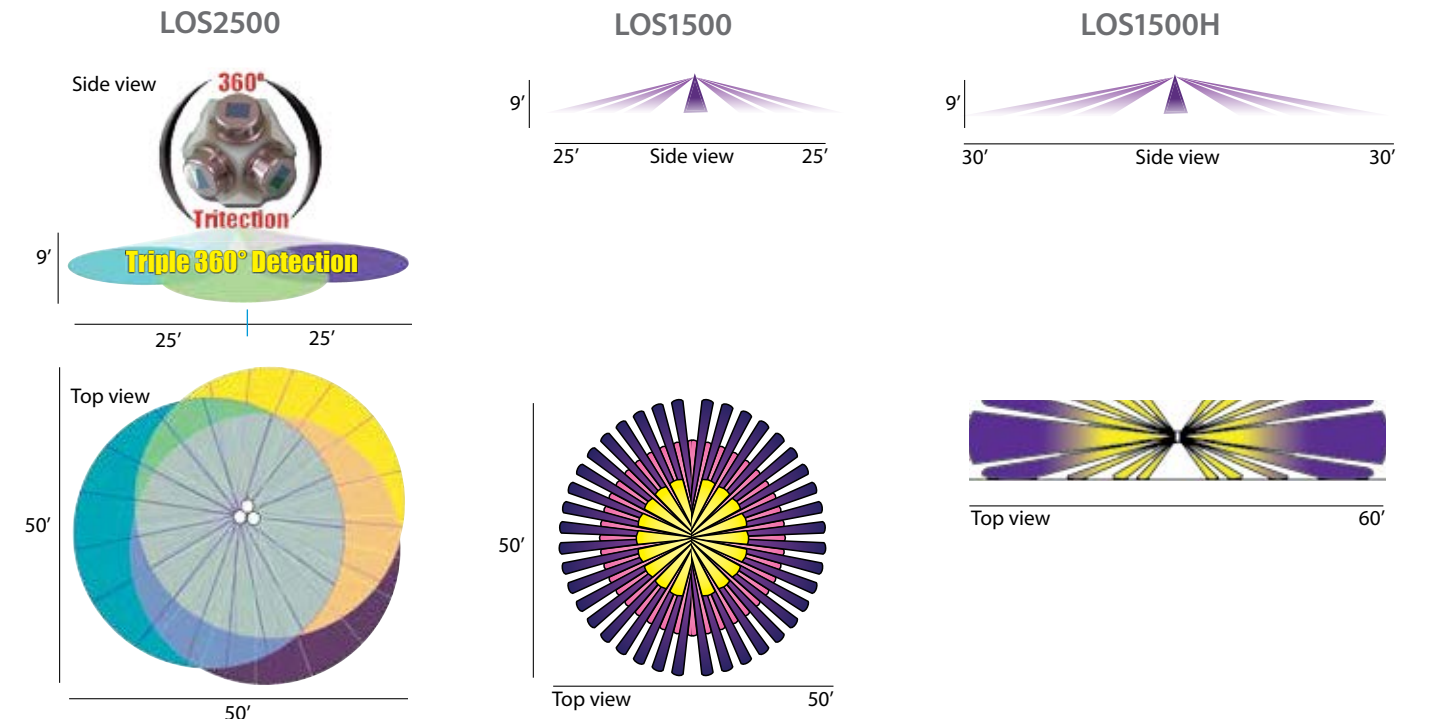 LOS2500
Side view
360°
Tritection
9’
Triple 360° Detection
25’ 25’
Top view
50’
50’
LOS1500
9’
25’ Side view 25’
50’
Top view 50’
LOS1500H
9’
30’ Side view 30’
Top view 60’